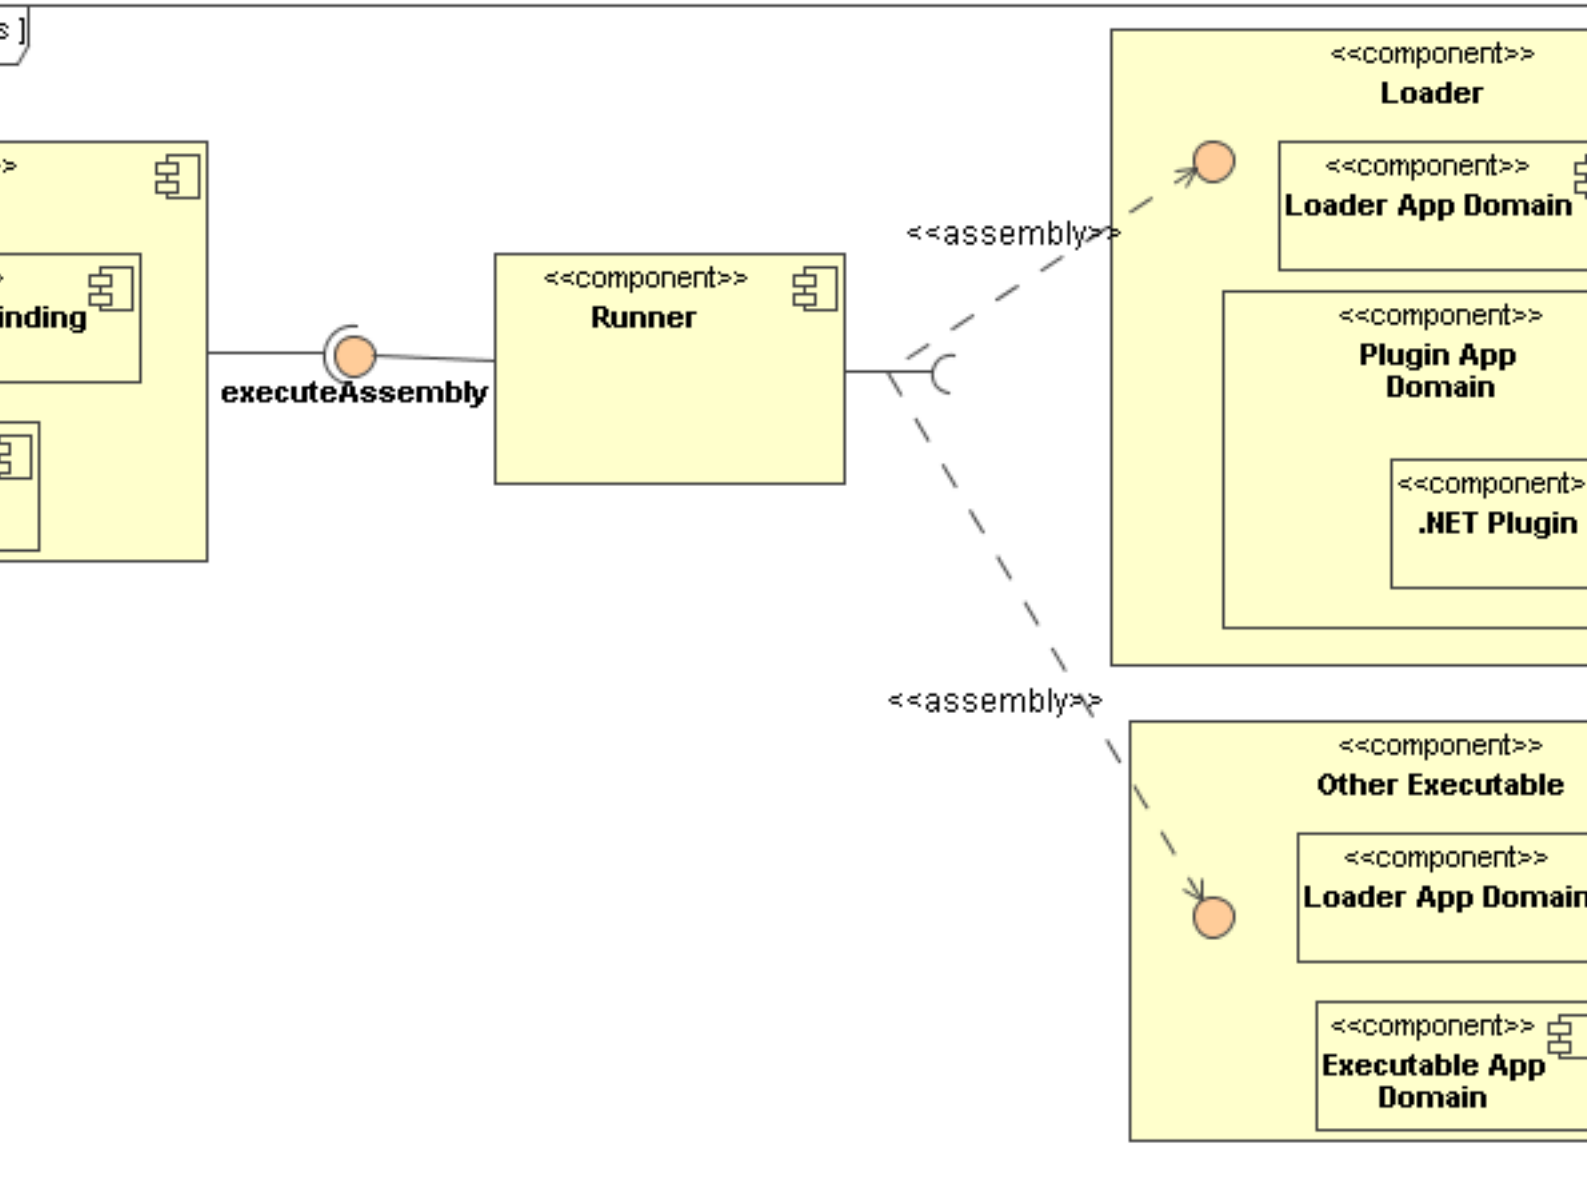 s ]
>
>
inding
executeAssembly
<<component>>
Runner
<<assembly>>
<<assembly>>
<<component>>
Loader
<<component>>
Loader App Domain
<<component>>
Plugin App
Domain
<<component>
.NET Plugin
<<component>>
Other Executable
<<component>>
Loader App Domain
<<component>>
Executable App
Domain